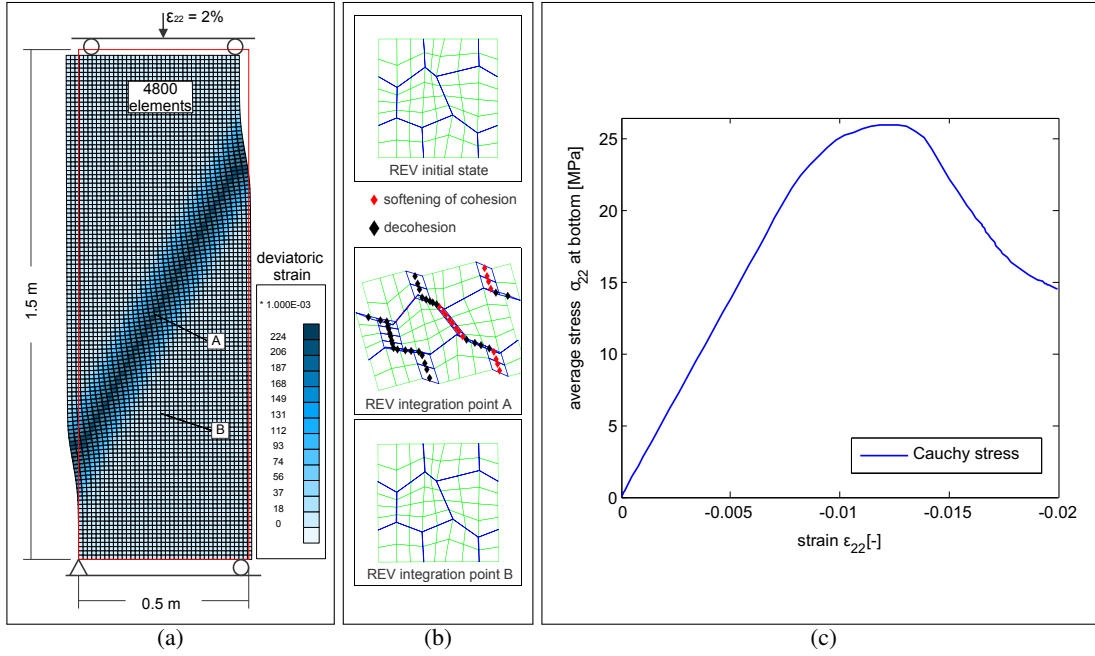 ε22 = 2%
4800
elements
1.5 m
deviatoric
strain
* 1.000E-03
224
206
187
168
149
131
112
93
74
56
37
18
0
A
B
0.5 m
(a)
REV initial state
softening of cohesion
decohesion
REV integration point A
REV integration point B
(b)
average stress σ22 at bottom [MPa]
25
20
15
10
5
0
0
-0.005
-0.01
-0.015
-0.02
Cauchy stress
strain ε22[-]
(c)